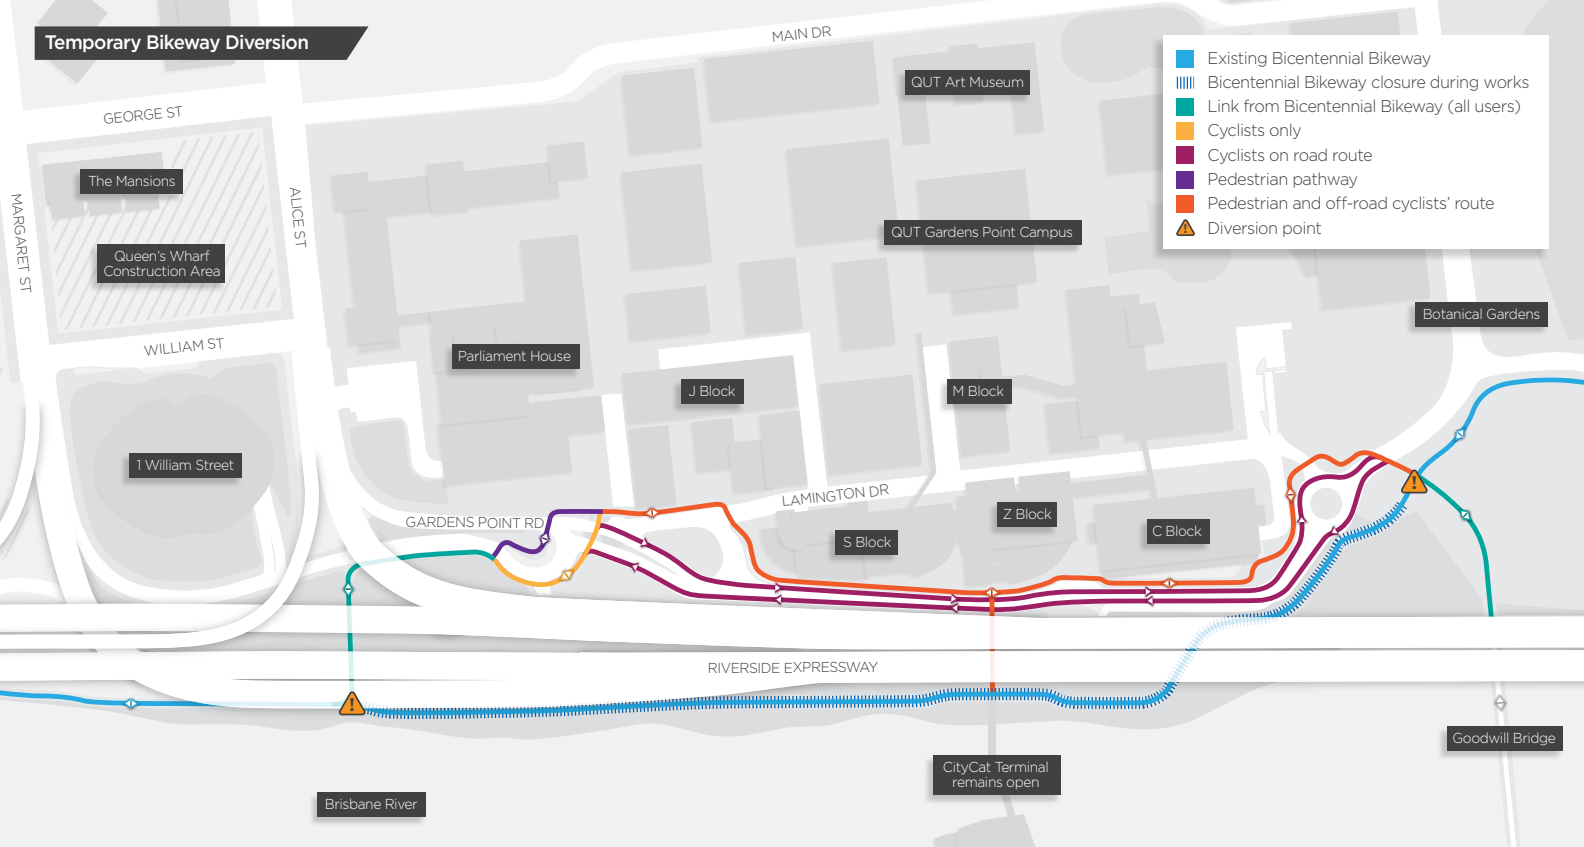 Temporary Bikeway Diversion
MAIN DR
QUT Art Museum
Existing Bicentennial Bikeway
Bicentennial Bikeway closure during works
Link from Bicentennial Bikeway (all users)
Cyclists only
Cyclists on road route
Pedestrian pathway
Pedestrian and off-road cyclists' route
Diversion point
GEORGE ST
The Mansions
MARGARET ST
ALICE ST
Queen's Wharf
Construction Area
QUT Gardens Point Campus
Botanical Gardens
WILLIAM ST
Parliament House
J Block
M Block
1 William Street
LAMINGTON DR
GARDENS POINT RD
S Block
Z Block
C Block
RIVERSIDE EXPRESSWAY
Goodwill Bridge
CityCat Terminal
remains open
Brisbane River